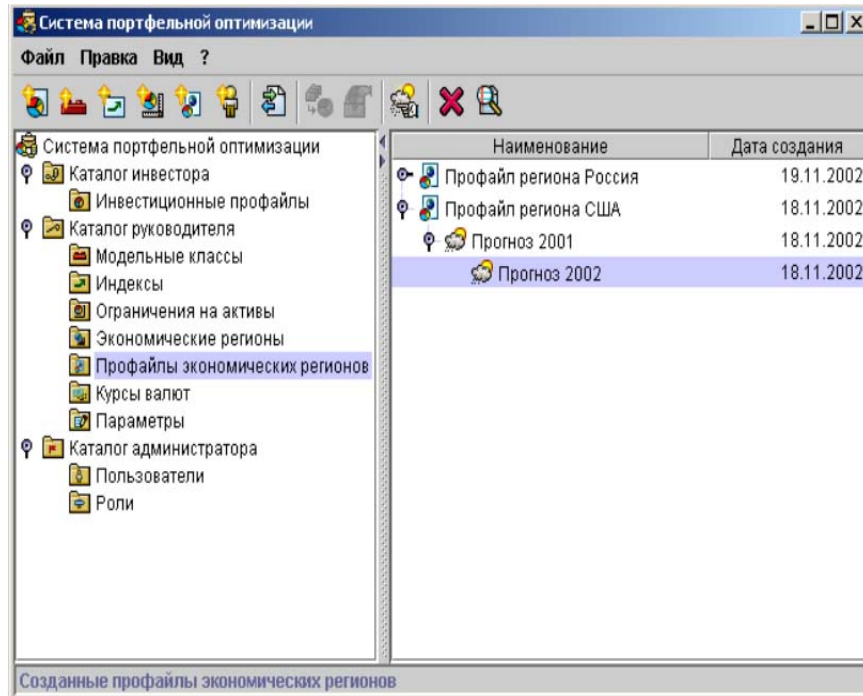 Система портфельной оптимизации
Файл Правка Вид ?
Система портфельной оптимизации
Каталог инвестора
Инвестиционные профайлы
Каталог руководителя
Модельные классы
Индексы
Ограничения на активы
Экономические регионы
Профайлы экономических регионов
Курсы валют
Параметры
Каталог администратора
Пользователи
Роли
Наименование Дата создания
Профайл региона Россия 19.11.2002
Профайл региона США 18.11.2002
Прогноз 2001 18.11.2002
Прогноз 2002 18.11.2002
Созданные профайлы экономических регионов